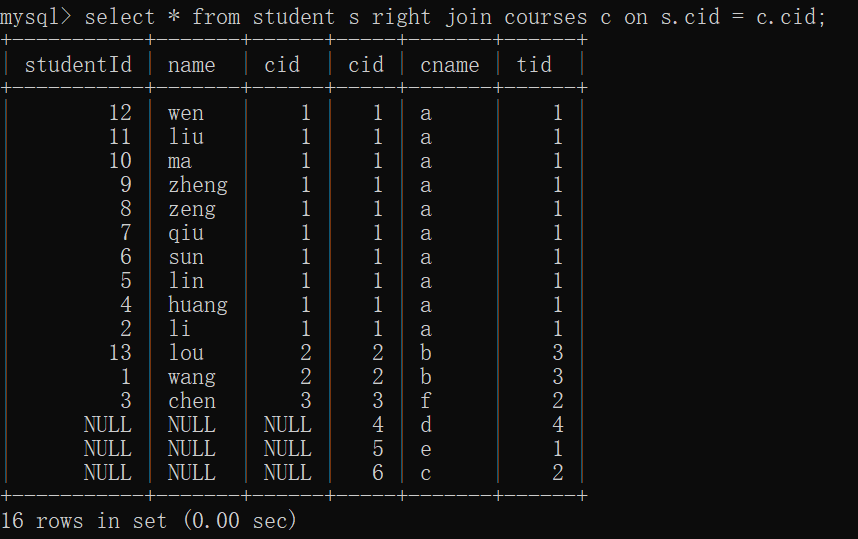 mysql> select * from student s right join courses c on s.cid = c.cid;
+-----------+-------+------+-----+-------+------+
| studentId | name | cid | cid | cname | tid |
+-----------+-------+------+-----+-------+------+
| 12 | wen | 1 | 1 | a | 1 |
| 11 | liu | 1 | 1 | a | 1 |
| 10 | ma | 1 | 1 | a | 1 |
| 9 | zheng | 1 | 1 | a | 1 |
| 8 | zeng | 1 | 1 | a | 1 |
| 7 | qiu | 1 | 1 | a | 1 |
| 6 | sun | 1 | 1 | a | 1 |
| 5 | lin | 1 | 1 | a | 1 |
| 4 | huang | 1 | 1 | a | 1 |
| 2 | li | 1 | 1 | a | 1 |
| 13 | lou | 2 | 2 | b | 3 |
| 1 | wang | 2 | 2 | b | 3 |
| 3 | chen | 3 | 3 | f | 2 |
| NULL | NULL | NULL | 4 | d | 4 |
| NULL | NULL | NULL | 5 | e | 1 |
| NULL | NULL | NULL | 6 | c | 2 |
+-----------+-------+------+-----+-------+------+
16 rows in set (0.00 sec)